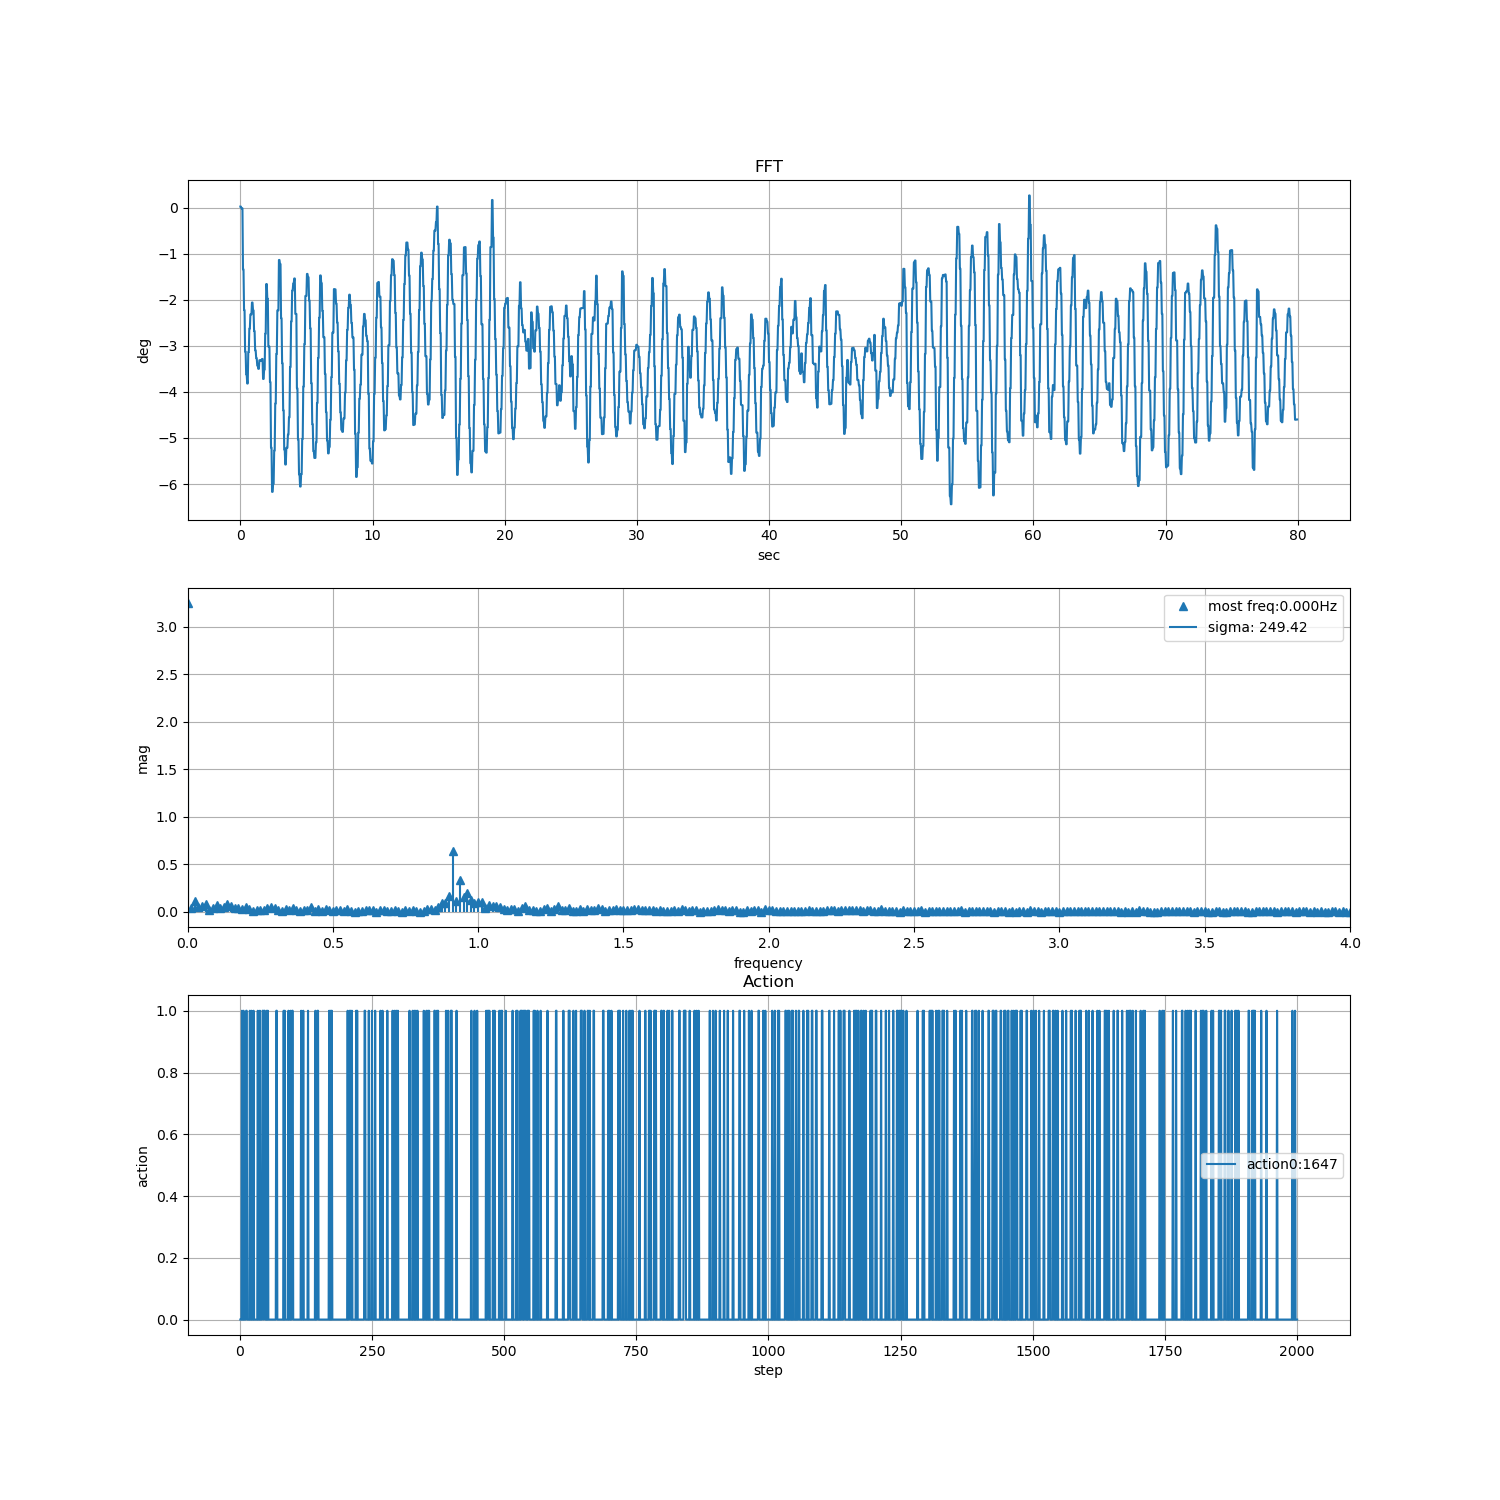 FFT
0
−1
−2
−3
−4
−5
−6
deg
0 10 20 30 40 50 60 70 80
sec
most freq:0.000Hz
sigma: 249.42
3.0
2.5
2.0
1.5
1.0
0.5
0.0
mag
0.0 0.5 1.0 1.5 2.0 2.5 3.0 3.5 4.0
frequency
Action
1.0
0.8
0.6
0.4
0.2
0.0
action
action0:1647
0 250 500 750 1000 1250 1500 1750 2000
step